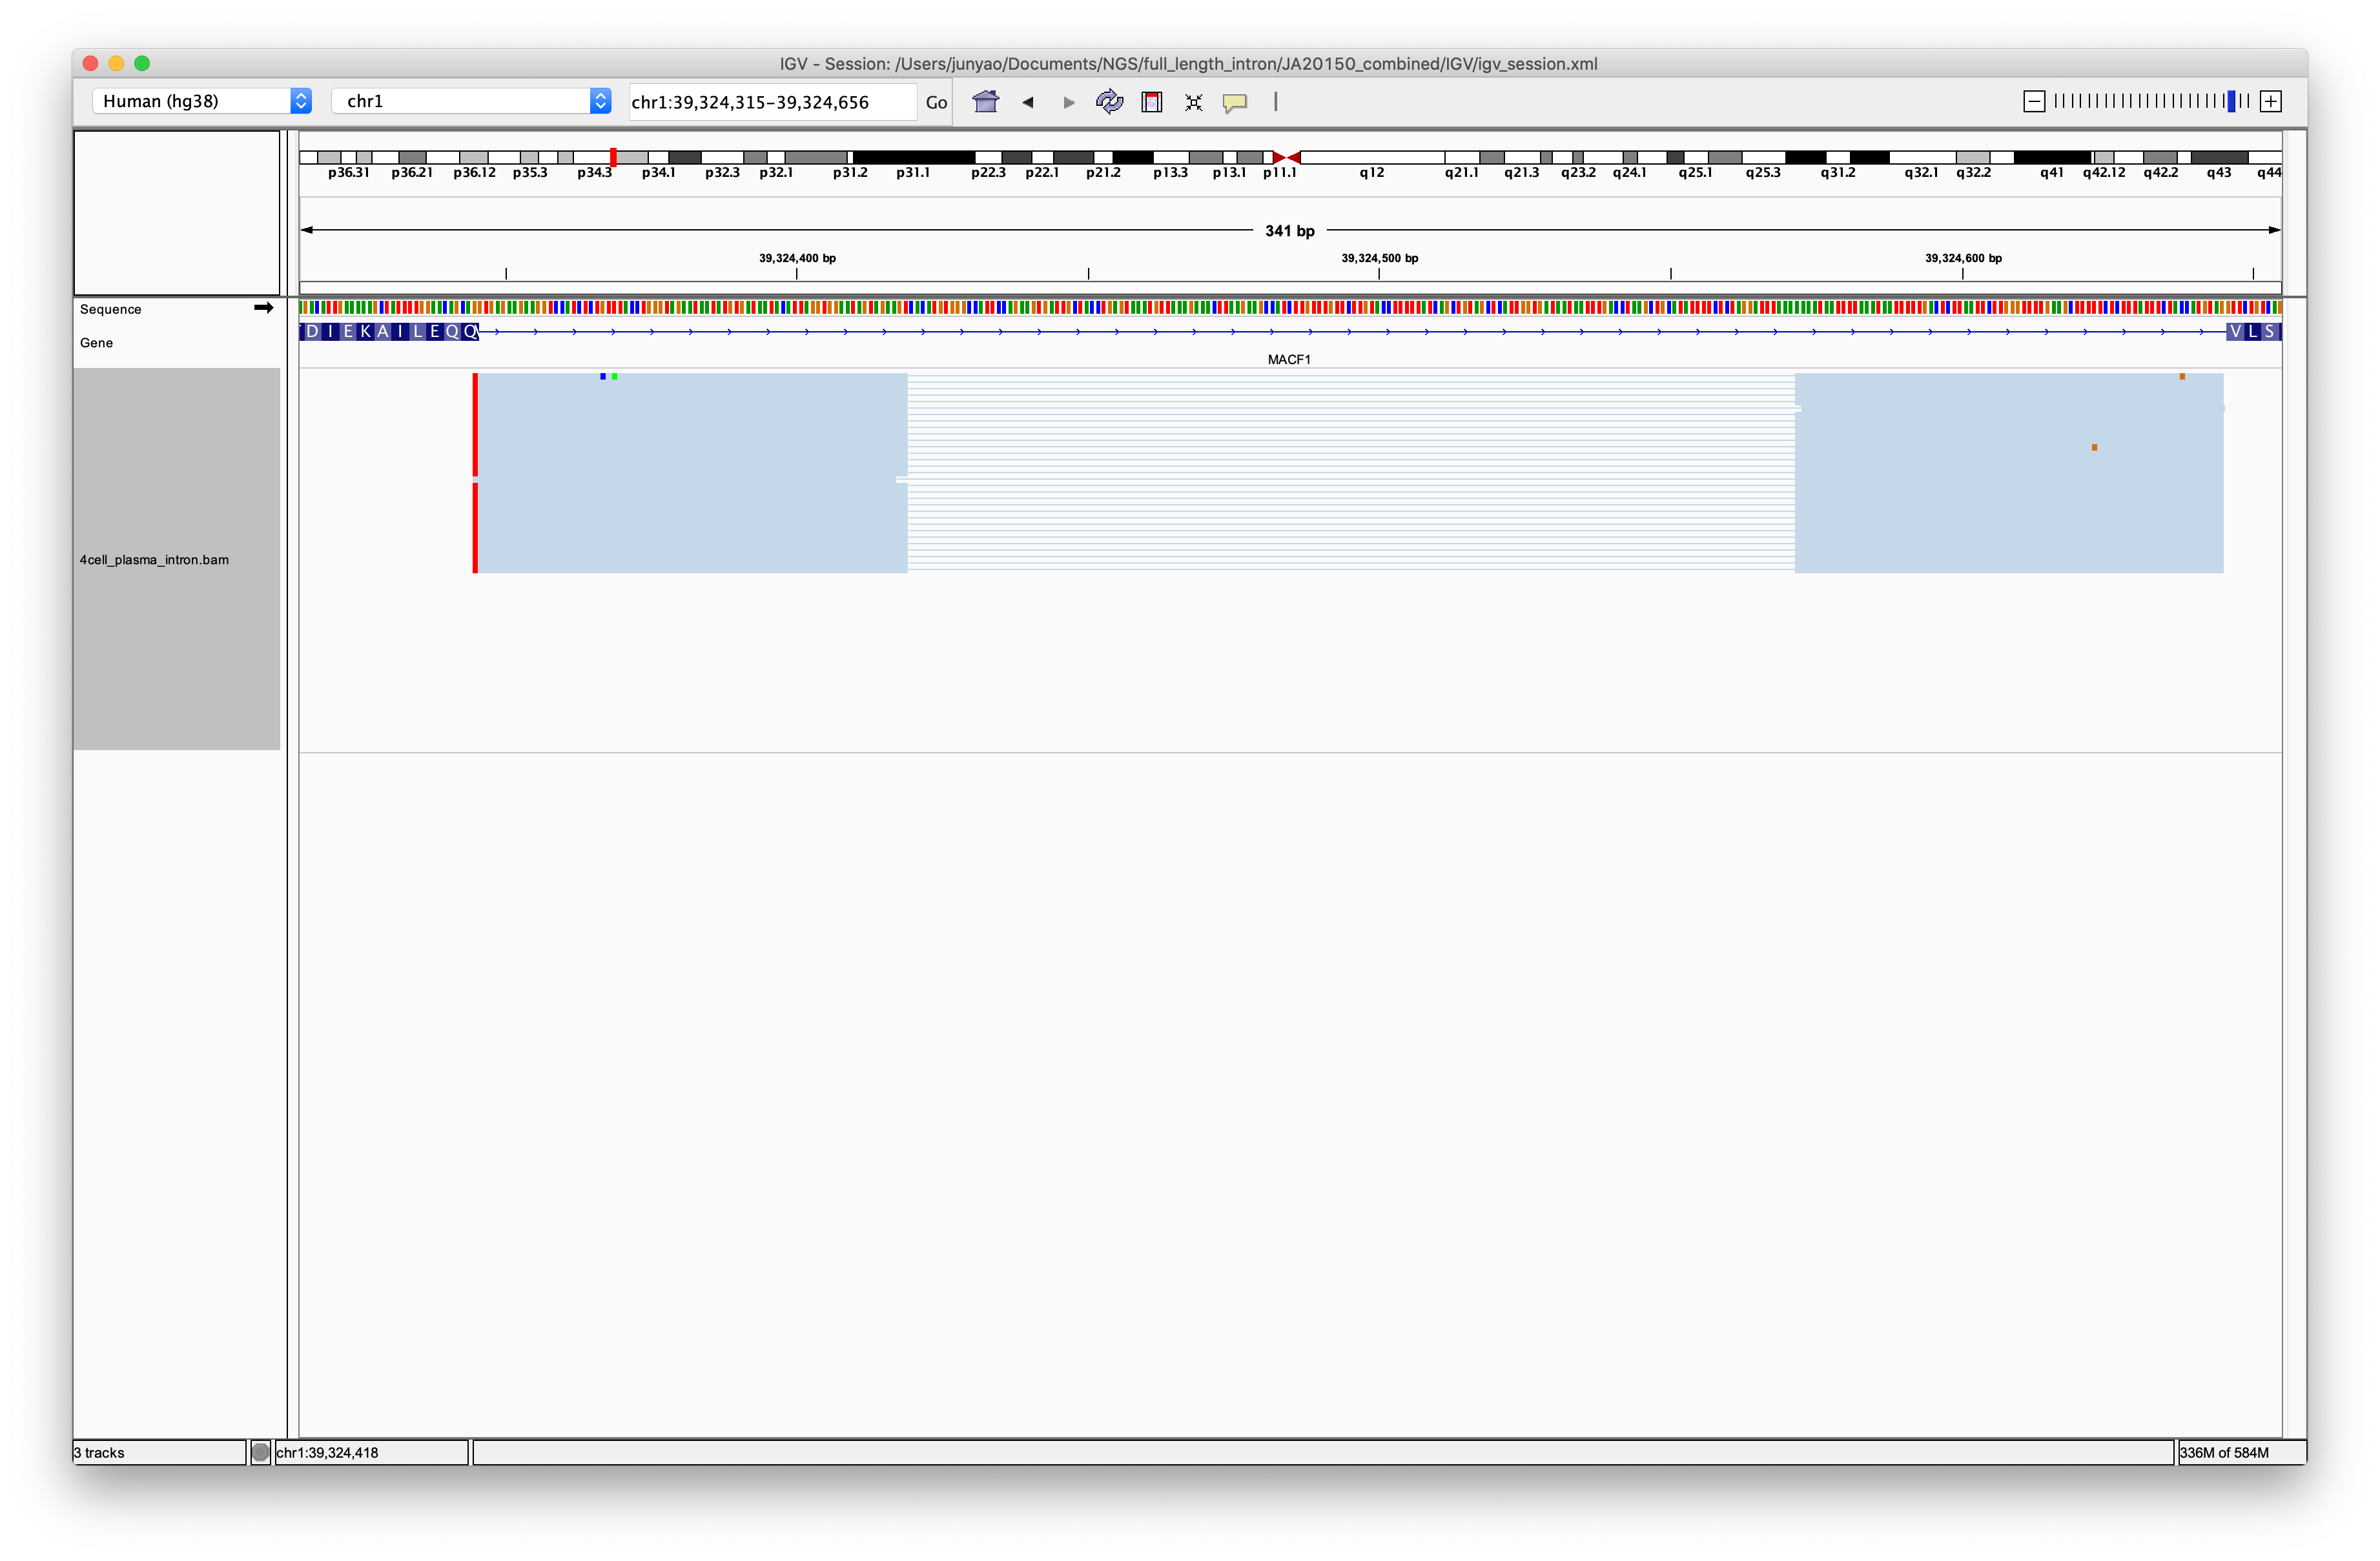 IGV - Session: /Users/junyao/Documents/NGS/full_length_intron/JA20150_combined/IGV/igv_session.xml
Human (hg38) chr1 chr1:39,324,315-39,324,656 Go
p36.31 p36.21 p36.12 p35.3 p34.3 p34.1 p32.3 p32.1 p31.2 p31.1 p22.3 p22.1 p21.2 p13.3 p13.1 p11.1 q12 q21.1 q21.3 q23.2 q24.1 q25.1 q25.3 q31.2 q32.1 q32.2 q41 q42.12 q42.2 q43 q44
341 bp
39,324,400 bp 39,324,500 bp 39,324,600 bp
Sequence
D I E K A I L E Q Q V L S
Gene
MACF1
4cell_plasma_intron.bam
3 tracks chr1:39,324,418 336M of 584M